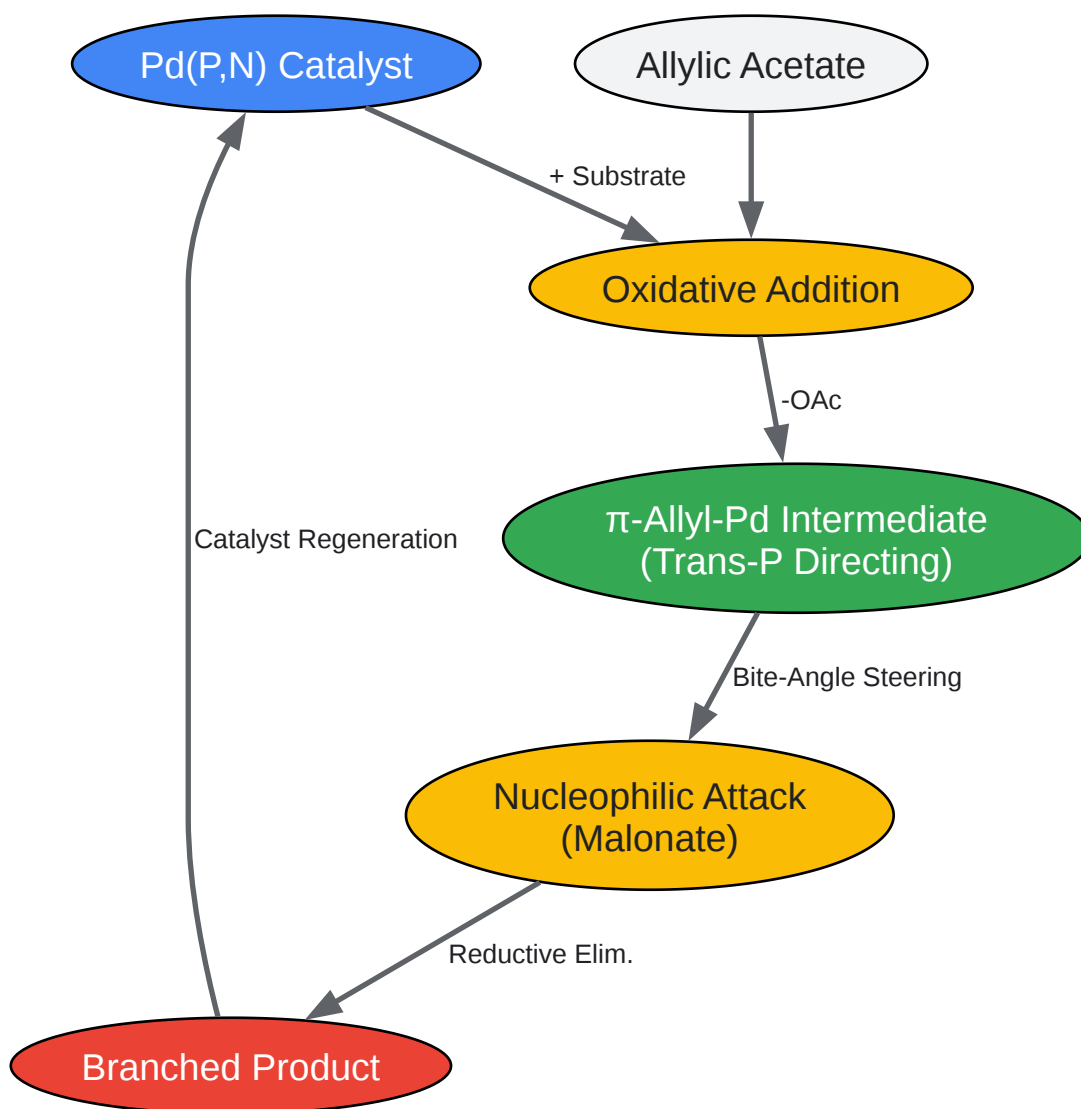 Pd(P,N) Catalyst
Allylic Acetate
+ Substrate
Oxidative Addition
-OAc
π-Allyl-Pd Intermediate
(Trans-P Directing)
Catalyst Regeneration
Bite-Angle Steering
Nucleophilic Attack
(Malonate)
Reductive Elim.
Branched Product